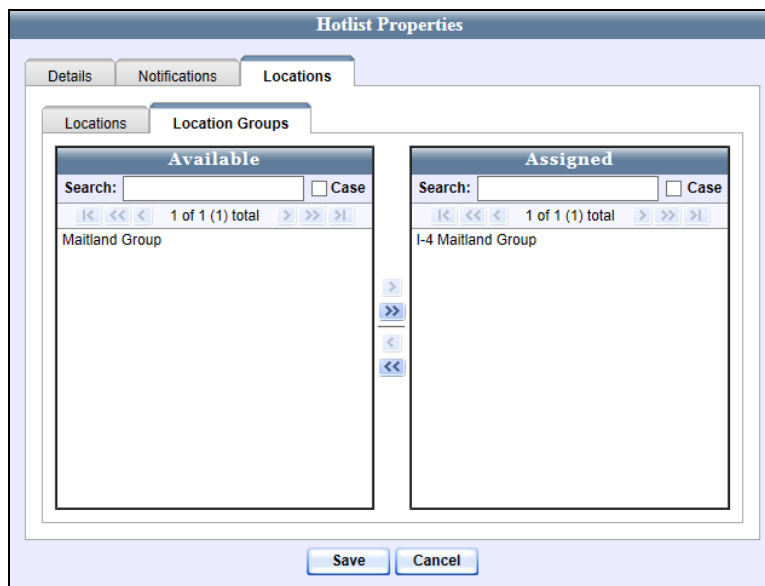 Hotlist Properties
Details Notifications Locations
Locations Location Groups
Available
Search: Case
|< << < 1 of 1 (1) total > >> >|
Maitland Group
Assigned
Search: Case
|< << < 1 of 1 (1) total > >> >|
I-4 Maitland Group
>
>>
<
<<
Save Cancel